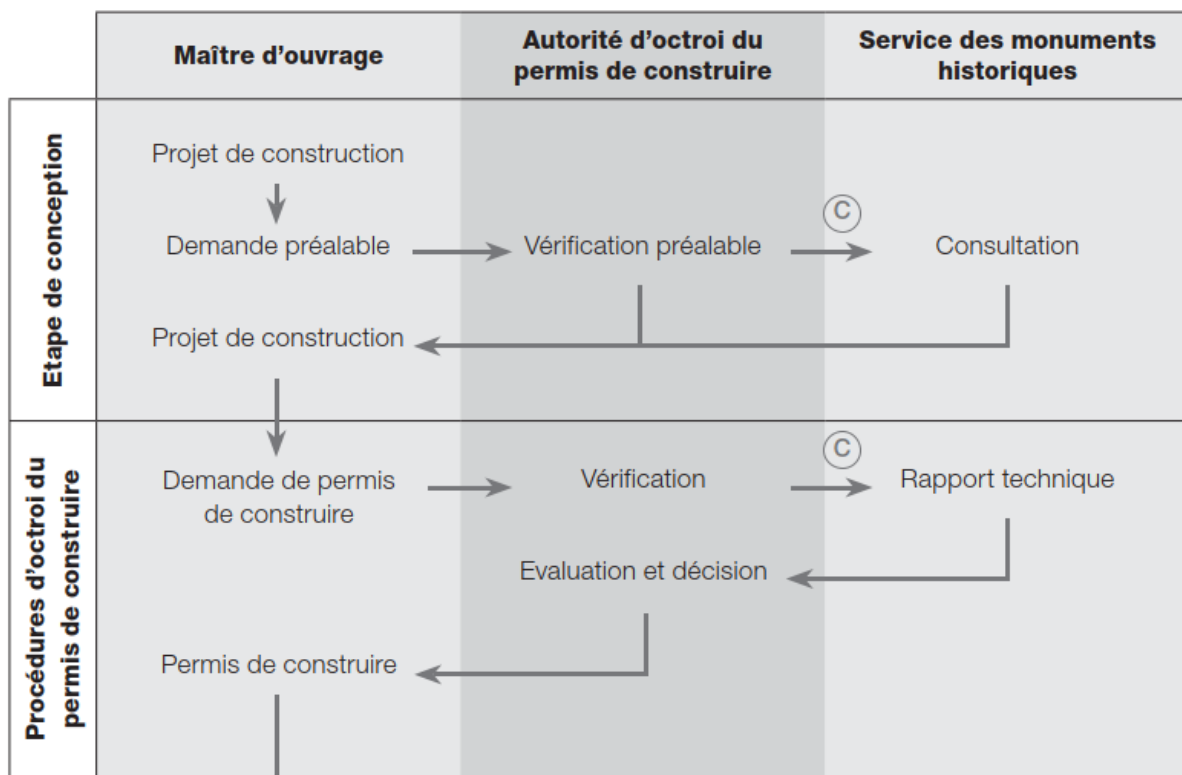 Maître d'ouvrage
Autorité d'octroi du
permis de construire
Service des monuments
historiques
Etape de conception
Projet de construction
Demande préalable
Vérification préalable
C
Consultation
Projet de construction
Procédures d'octroi du
permis de construire
Demande de permis
de construire
Vérification
C
Rapport technique
Evaluation et décision
Permis de construire